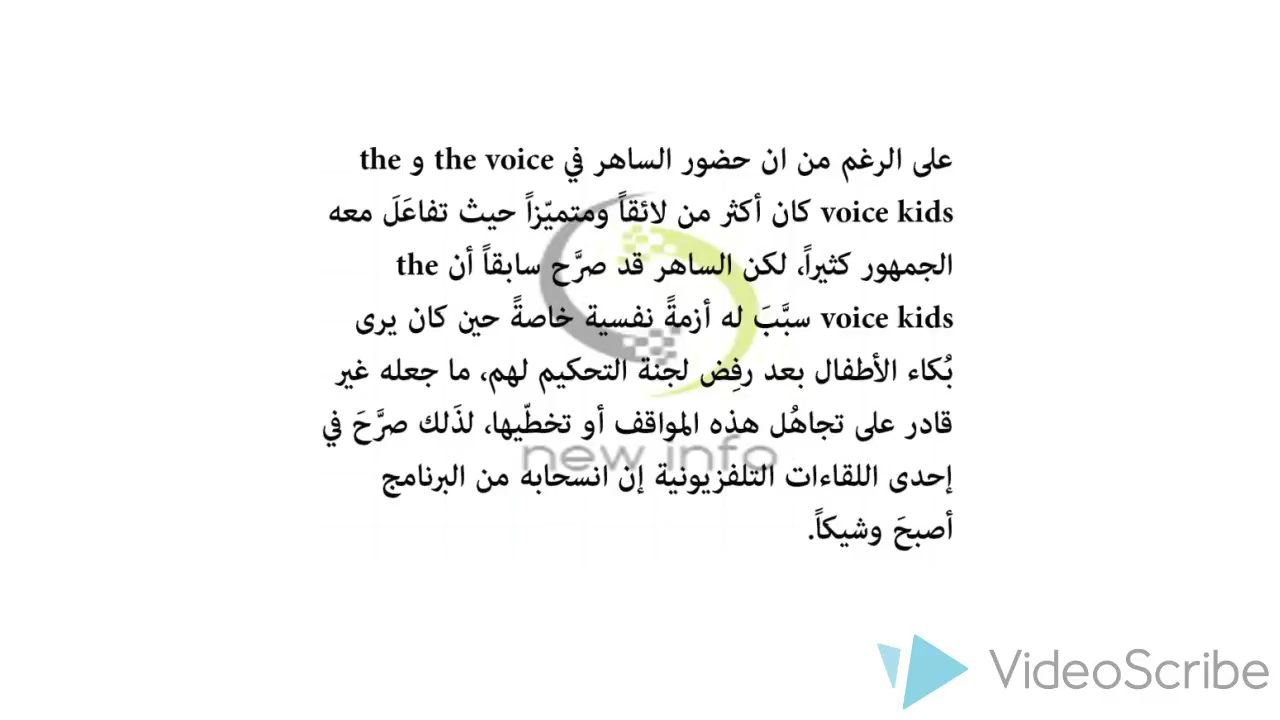 على الرغم من ان حضور الساهر في the voice و the
voice kids كان أكثر من لائقاً ومتميّزاً حيث تفاعَلَ معه
الجمهور كثيراً، لكن الساهر قد صرَّح سابقاً أن the
voice kids سبَّبَ له أزمةً نفسية خاصةً حين كان يرى
بُكاء الأطفال بعد رفِض لجنة التحكيم لهم، ما جعله غير
قادر على تجاهُل هذه المواقف أو تخطّيها، لذَلك صرَّحَ في
إحدى اللقاءات التلفزيونية إن انسحابه من البرنامج
أصبحَ وشيكاً.
new info
VideoScribe